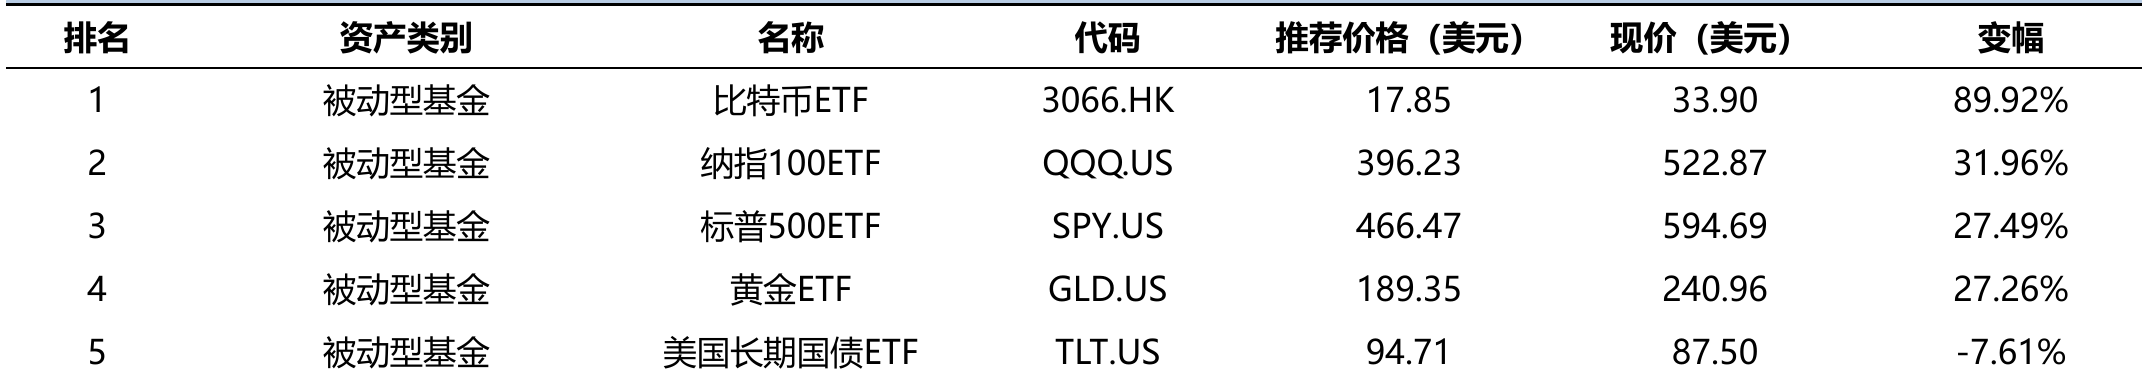 排名 资产类别 名称 代码 推荐价格（美元） 现价（美元） 变幅
1 被动型基金 比特币ETF 3066.HK 17.85 33.90 89.92%
2 被动型基金 纳指100ETF QQQ.US 396.23 522.87 31.96%
3 被动型基金 标普500ETF SPY.US 466.47 594.69 27.49%
4 被动型基金 黄金ETF GLD.US 189.35 240.96 27.26%
5 被动型基金 美国长期国债ETF TLT.US 94.71 87.50 -7.61%